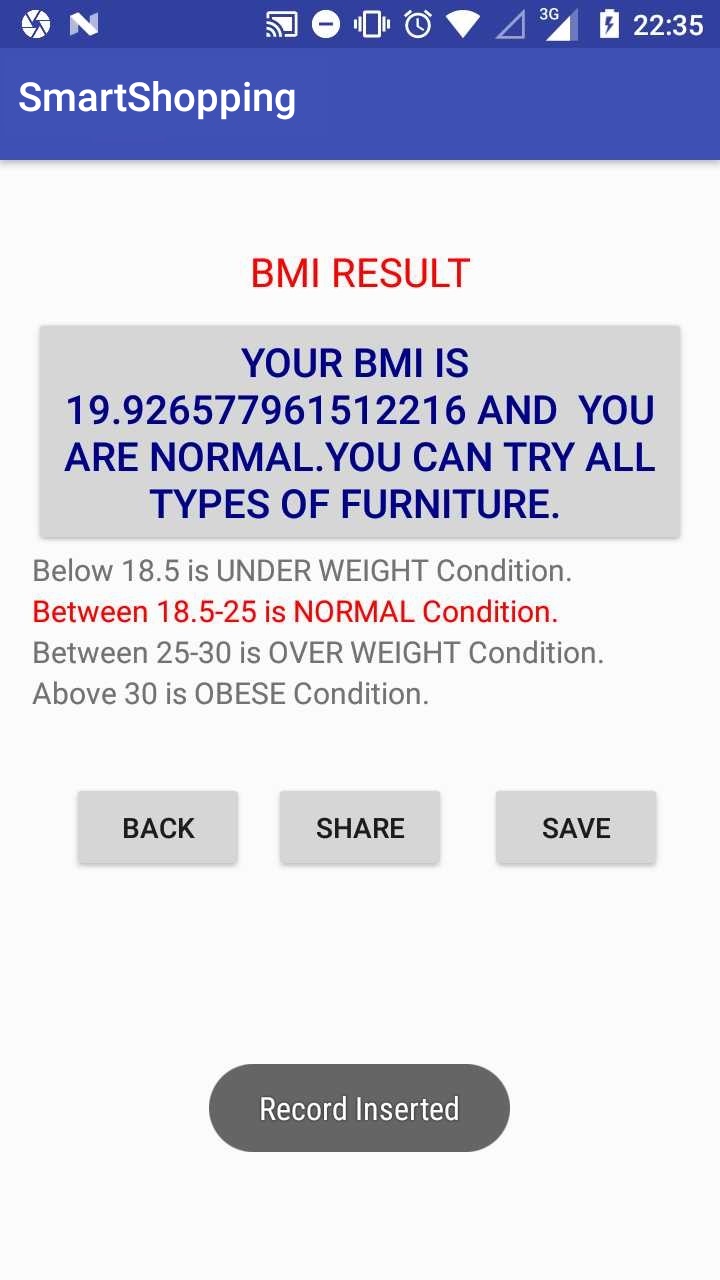 3G 22:35
SmartShopping
BMI RESULT
YOUR BMI IS
19.926577961512216 AND  YOU
ARE NORMAL.YOU CAN TRY ALL
TYPES OF FURNITURE.
Below 18.5 is UNDER WEIGHT Condition.
Between 18.5-25 is NORMAL Condition.
Between 25-30 is OVER WEIGHT Condition.
Above 30 is OBESE Condition.
BACK SHARE SAVE
Record Inserted